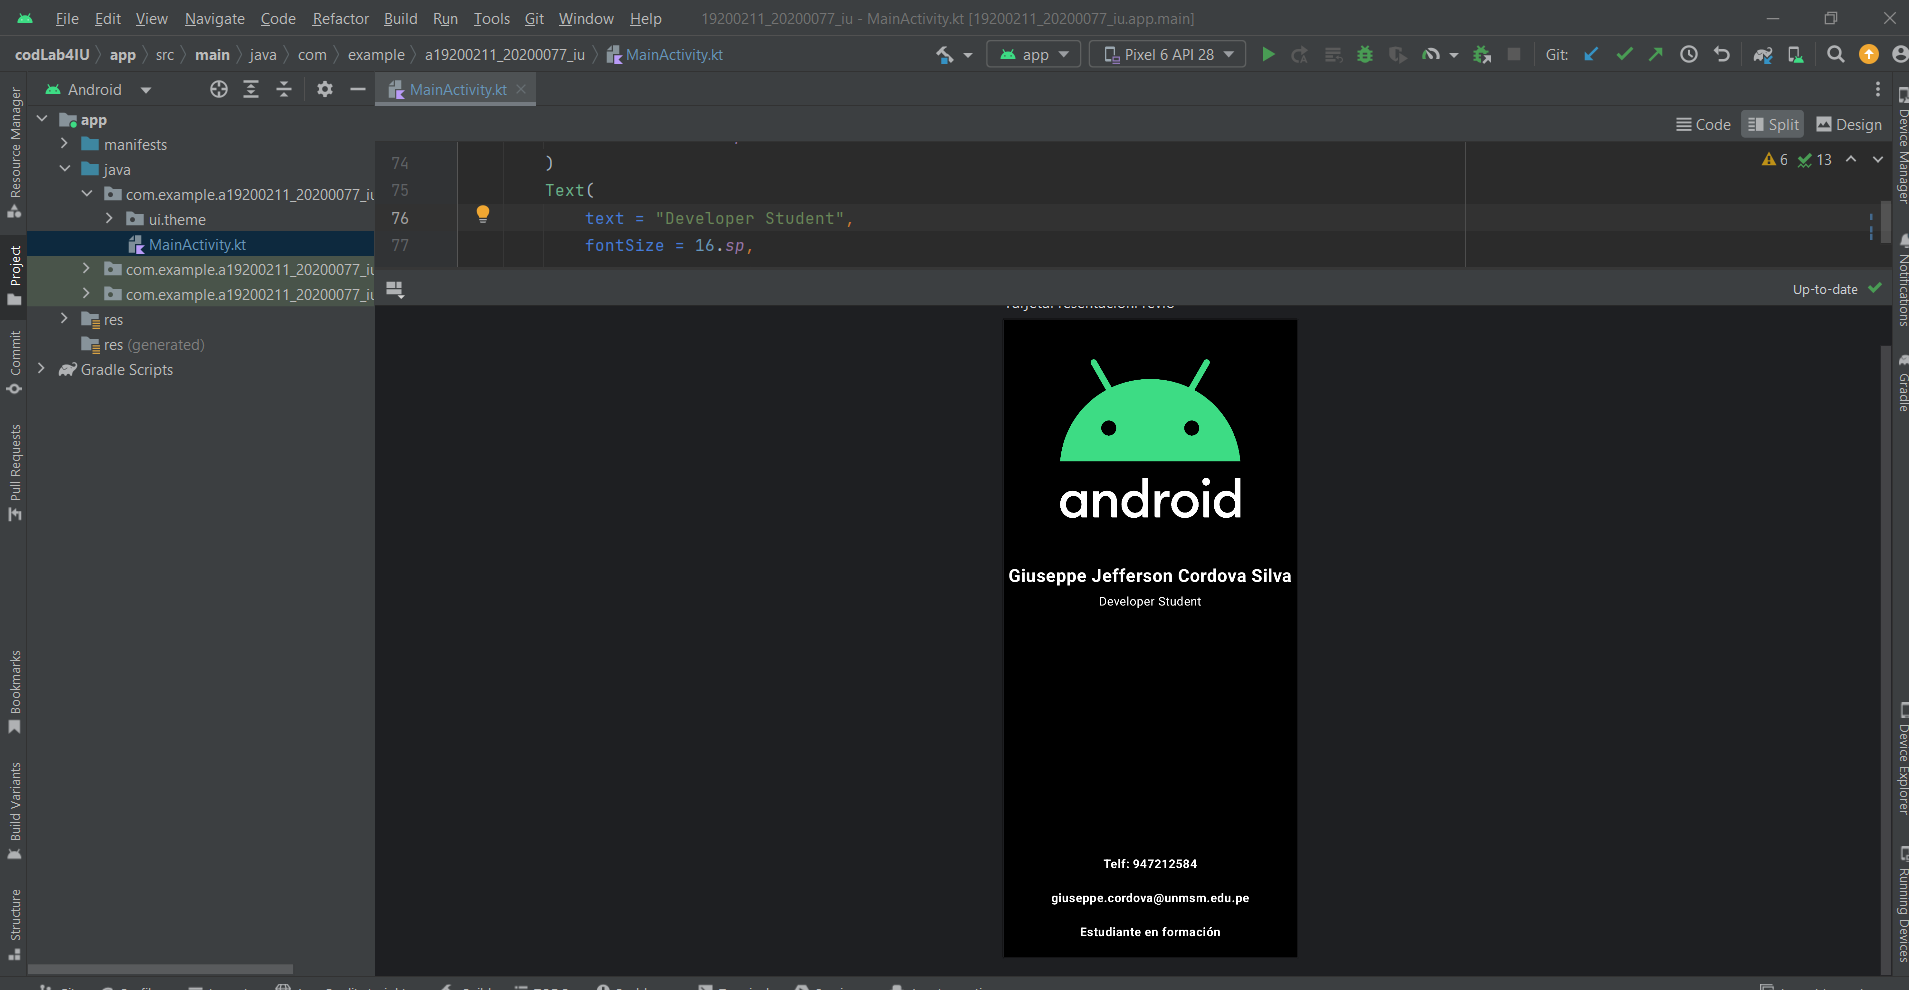 File Edit View Navigate Code Refactor Build Run Tools Git Window Help 19200211_20200077_iu - MainActivity.kt [19200211_20200077_iu.app.main]
codLab4IU app src main java com example a19200211_20200077_iu MainActivity.kt app Pixel 6 API 28 Git:
Android MainActivity.kt
Code Split Design
app
manifests
java
com.example.a19200211_20200077_iu
ui.theme
MainActivity.kt
com.example.a19200211_20200077_iu
com.example.a19200211_20200077_iu
res
res (generated)
Gradle Scripts
Resource Manager
Project
Commit
Pull Requests
Bookmarks
Build Variants
Structure
74 )
75 Text(
76 text = "Developer Student",
77 fontSize = 16.sp,
6 13
Up-to-date
android
Giuseppe Jefferson Cordova Silva
Developer Student
Telf: 947212584
giuseppe.cordova@unmsm.edu.pe
Estudiante en formación
Device Manager
Notifications
Gradle
Device Explorer
Running Devices